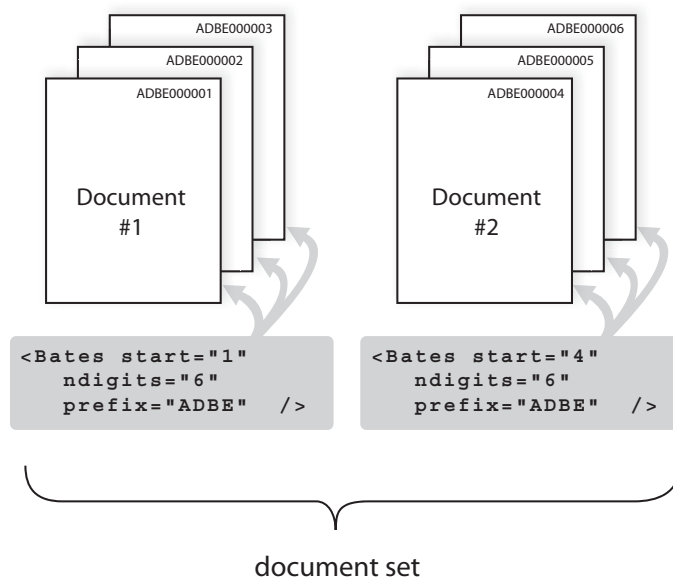 ADBE000003
ADBE000002
ADBE000001
Document
#1
ADBE000006
ADBE000005
ADBE000004
Document
#2
<Bates start="1"
ndigits="6"
prefix="ADBE" />
<Bates start="4"
ndigits="6"
prefix="ADBE" />
document set